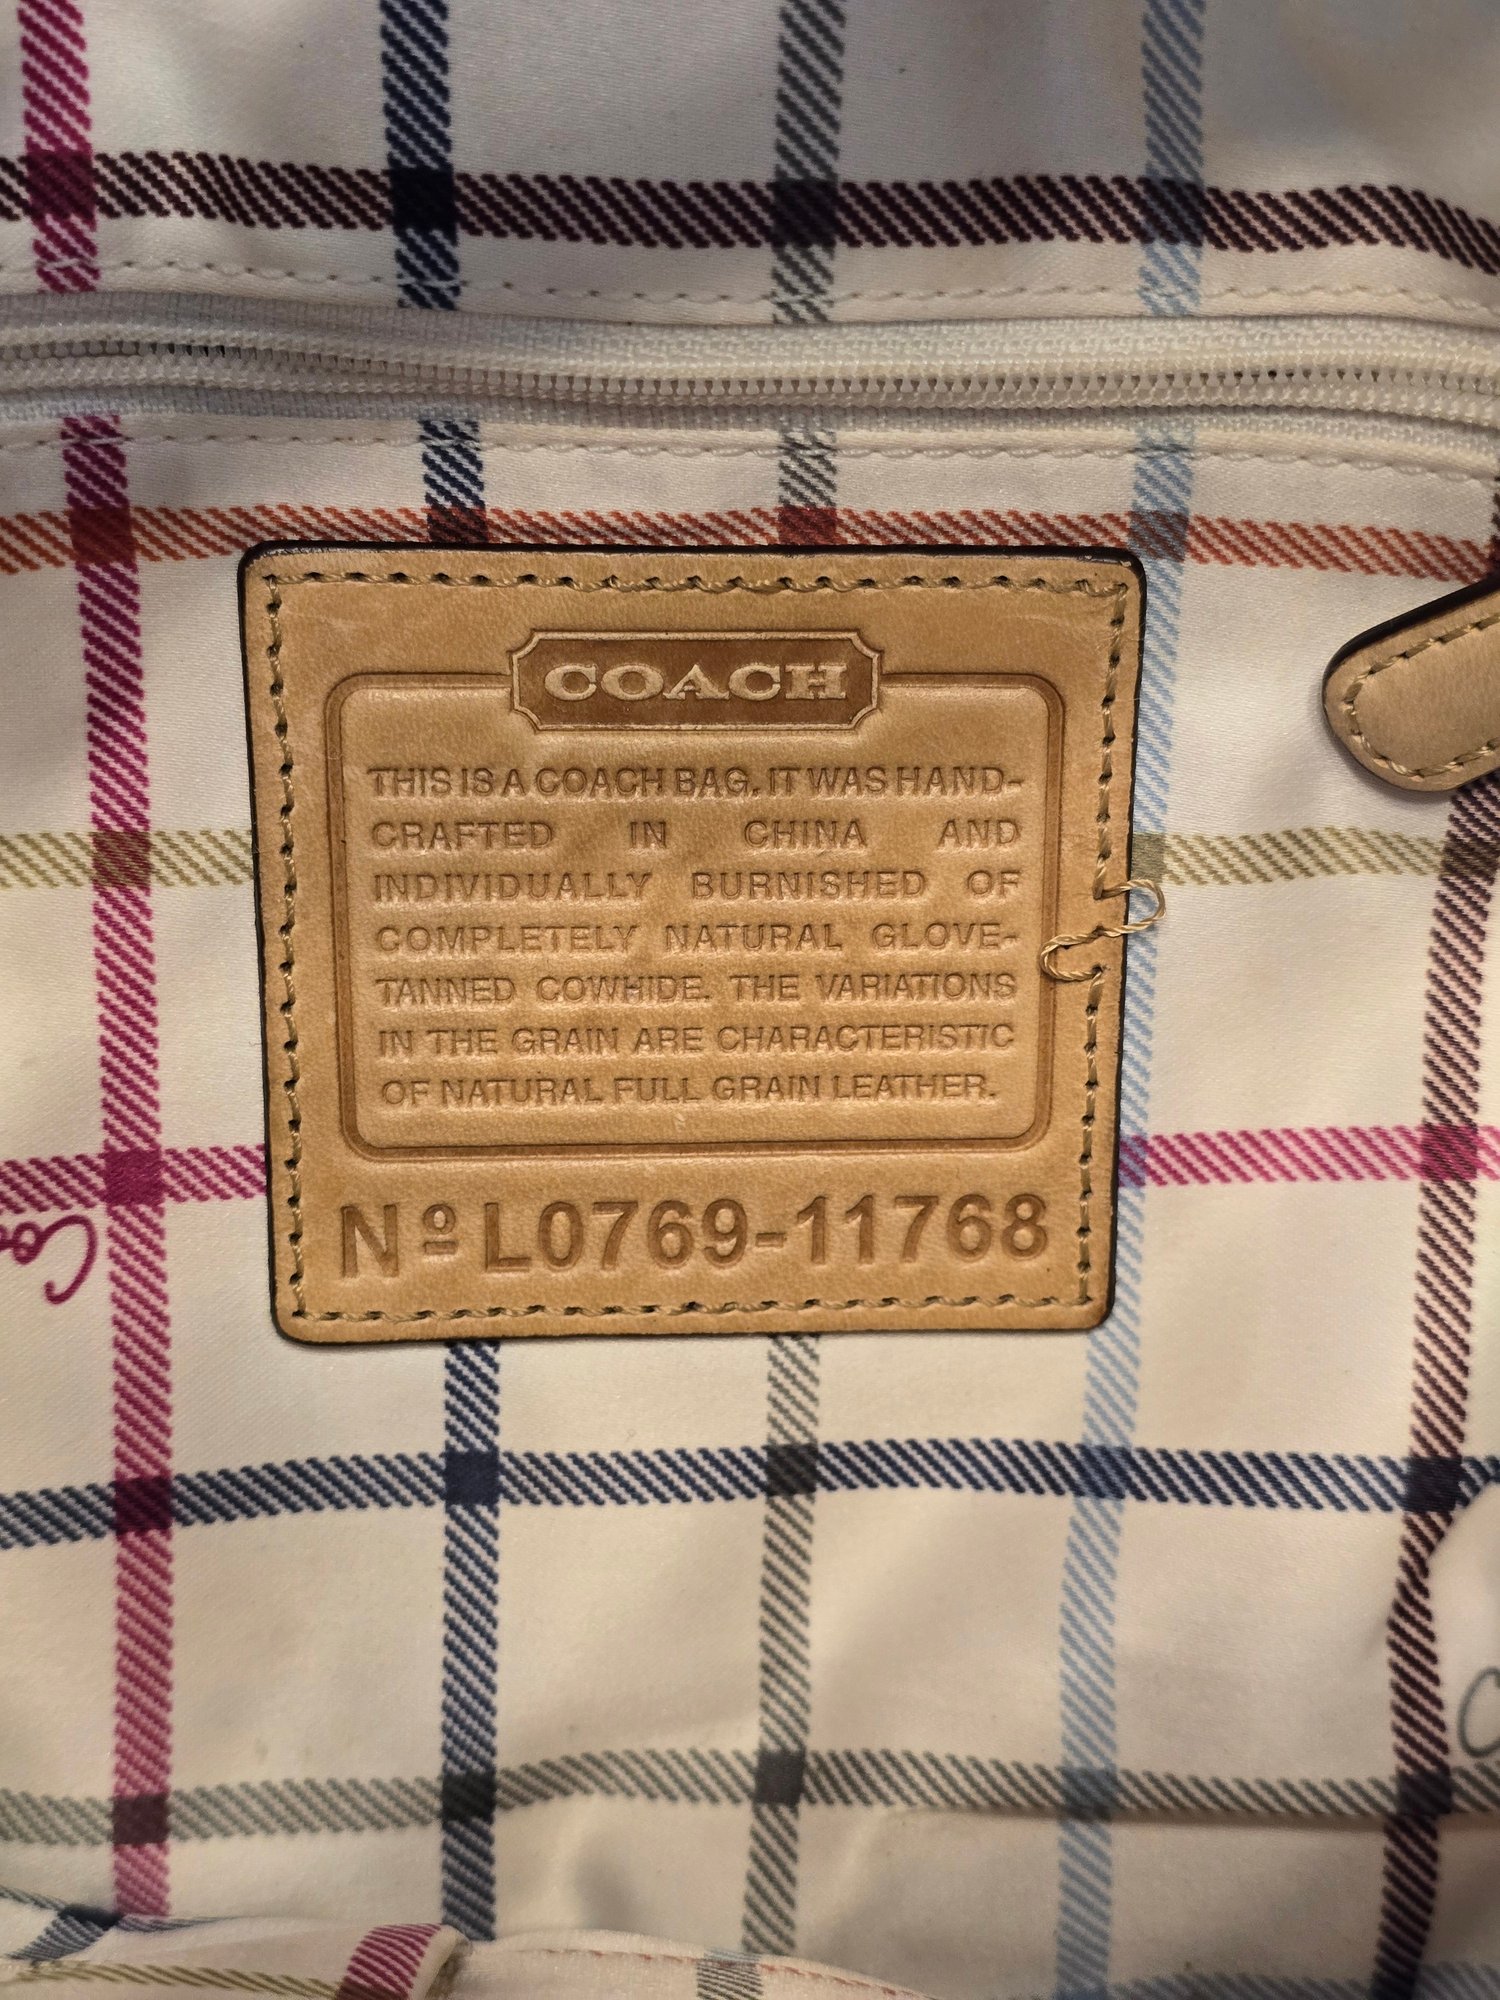 COACH
THIS IS A COACH BAG. IT WAS HAND-
CRAFTED IN CHINA AND
INDIVIDUALLY BURNISHED OF
COMPLETELY NATURAL GLOVE-
TANNED COWHIDE. THE VARIATIONS
IN THE GRAIN ARE CHARACTERISTIC
OF NATURAL FULL GRAIN LEATHER.
Nº L0769-11768